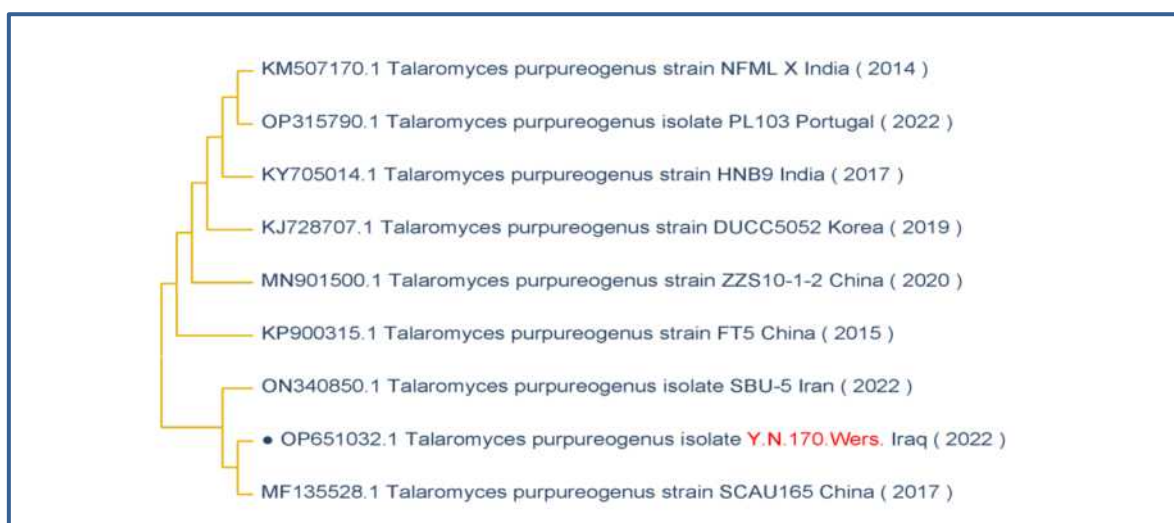 KM507170.1 Talaromyces purpureogenus strain NFML X India ( 2014 )
OP315790.1 Talaromyces purpureogenus isolate PL103 Portugal ( 2022 )
KY705014.1 Talaromyces purpureogenus strain HNB9 India ( 2017 )
KJ728707.1 Talaromyces purpureogenus strain DUCC5052 Korea ( 2019 )
MN901500.1 Talaromyces purpureogenus strain ZZS10-1-2 China ( 2020 )
KP900315.1 Talaromyces purpureogenus strain FT5 China ( 2015 )
ON340850.1 Talaromyces purpureogenus isolate SBU-5 Iran ( 2022 )
● OP651032.1 Talaromyces purpureogenus isolate Y.N.170.Wers. Iraq ( 2022 )
MF135528.1 Talaromyces purpureogenus strain SCAU165 China ( 2017 )